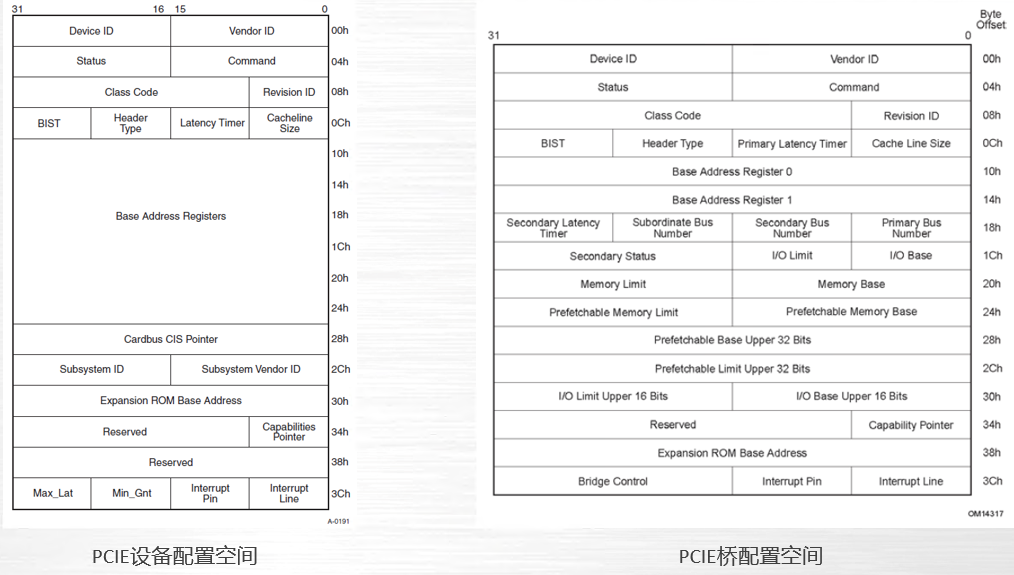 31 16 15 0
Device ID Vendor ID 00h
Status Command 04h
Class Code Revision ID 08h
BIST Header Type Latency Timer Cacheline Size 0Ch
10h
14h
Base Address Registers 18h
1Ch
20h
24h
Cardbus CIS Pointer 28h
Subsystem ID Subsystem Vendor ID 2Ch
Expansion ROM Base Address 30h
Reserved Capabilities Pointer 34h
Reserved 38h
Max_Lat Min_Gnt Interrupt Pin Interrupt Line 3Ch
A-0191
PCIE设备配置空间
Byte Offset
31 0
Device ID Vendor ID 00h
Status Command 04h
Class Code Revision ID 08h
BIST Header Type Primary Latency Timer Cache Line Size 0Ch
Base Address Register 0 10h
Base Address Register 1 14h
Secondary Latency Timer Subordinate Bus Number Secondary Bus Number Primary Bus Number 18h
Secondary Status I/O Limit I/O Base 1Ch
Memory Limit Memory Base 20h
Prefetchable Memory Limit Prefetchable Memory Base 24h
Prefetchable Base Upper 32 Bits 28h
Prefetchable Limit Upper 32 Bits 2Ch
I/O Limit Upper 16 Bits I/O Base Upper 16 Bits 30h
Reserved Capability Pointer 34h
Expansion ROM Base Address 38h
Bridge Control Interrupt Pin Interrupt Line 3Ch
OM14317
PCIE桥配置空间